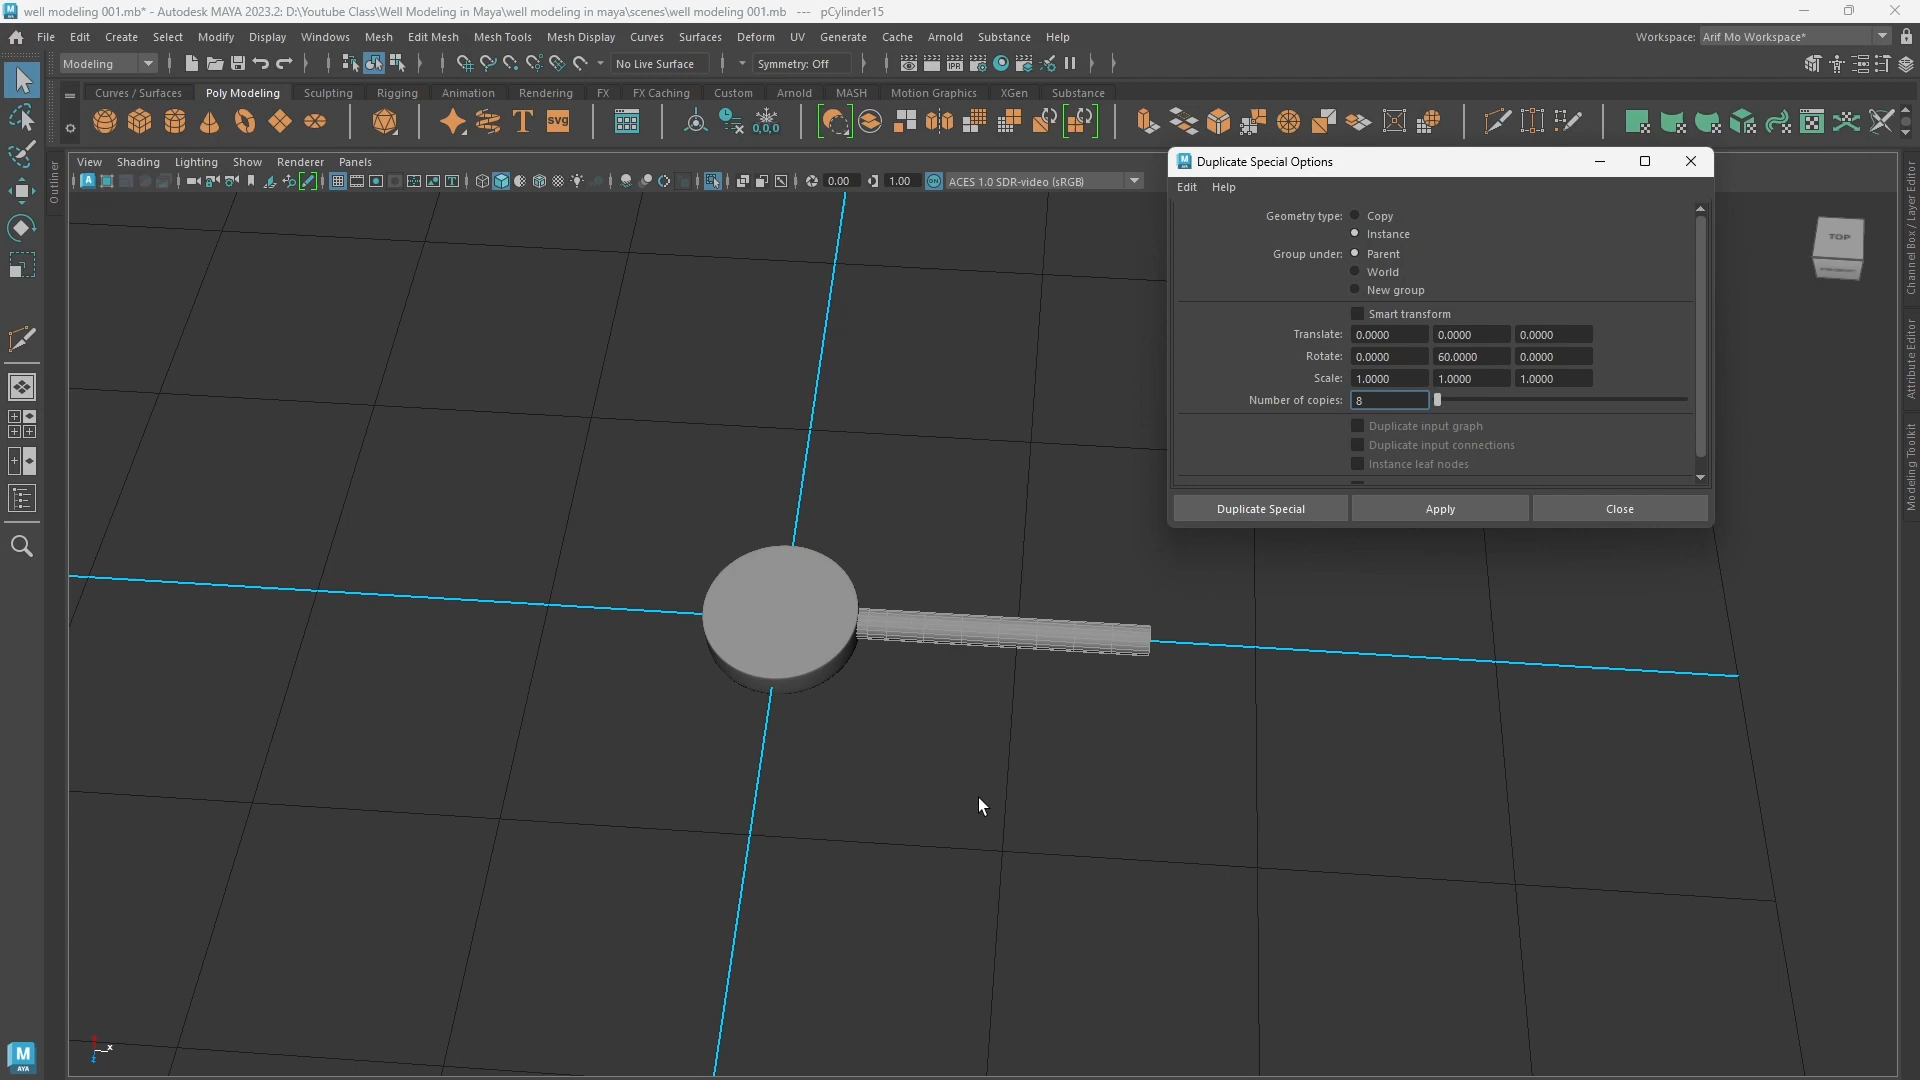 well modeling 001.mb* - Autodesk MAYA 2023.2: D:\Youtube Class\Well Modeling in Maya\well modeling in maya\scenes\well modeling 001.mb --- pCylinder15
File Edit Create Select Modify Display Windows Mesh Edit Mesh Mesh Tools Mesh Display Curves Surfaces Deform UV Generate Cache Arnold Substance Help Workspace: Arif Mo Workspace*
Modeling No Live Surface Symmetry: Off
Curves / Surfaces Poly Modeling Sculpting Rigging Animation Rendering FX FX Caching Custom Arnold MASH Motion Graphics XGen Substance
T svg 0,0,0
View Shading Lighting Show Renderer Panels
0.00 1.00 ACES 1.0 SDR-video (sRGB)
Outliner
Duplicate Special Options
Edit Help
Geometry type: Copy
Instance
Group under: Parent
World
New group
Smart transform
Translate: 0.0000 0.0000 0.0000
Rotate: 0.0000 60.0000 0.0000
Scale: 1.0000 1.0000 1.0000
Number of copies: 8
Duplicate input graph
Duplicate input connections
Instance leaf nodes
Duplicate Special Apply Close
TOP
Channel Box / Layer Editor
Attribute Editor
Modeling Toolkit
x
z
M
AYA